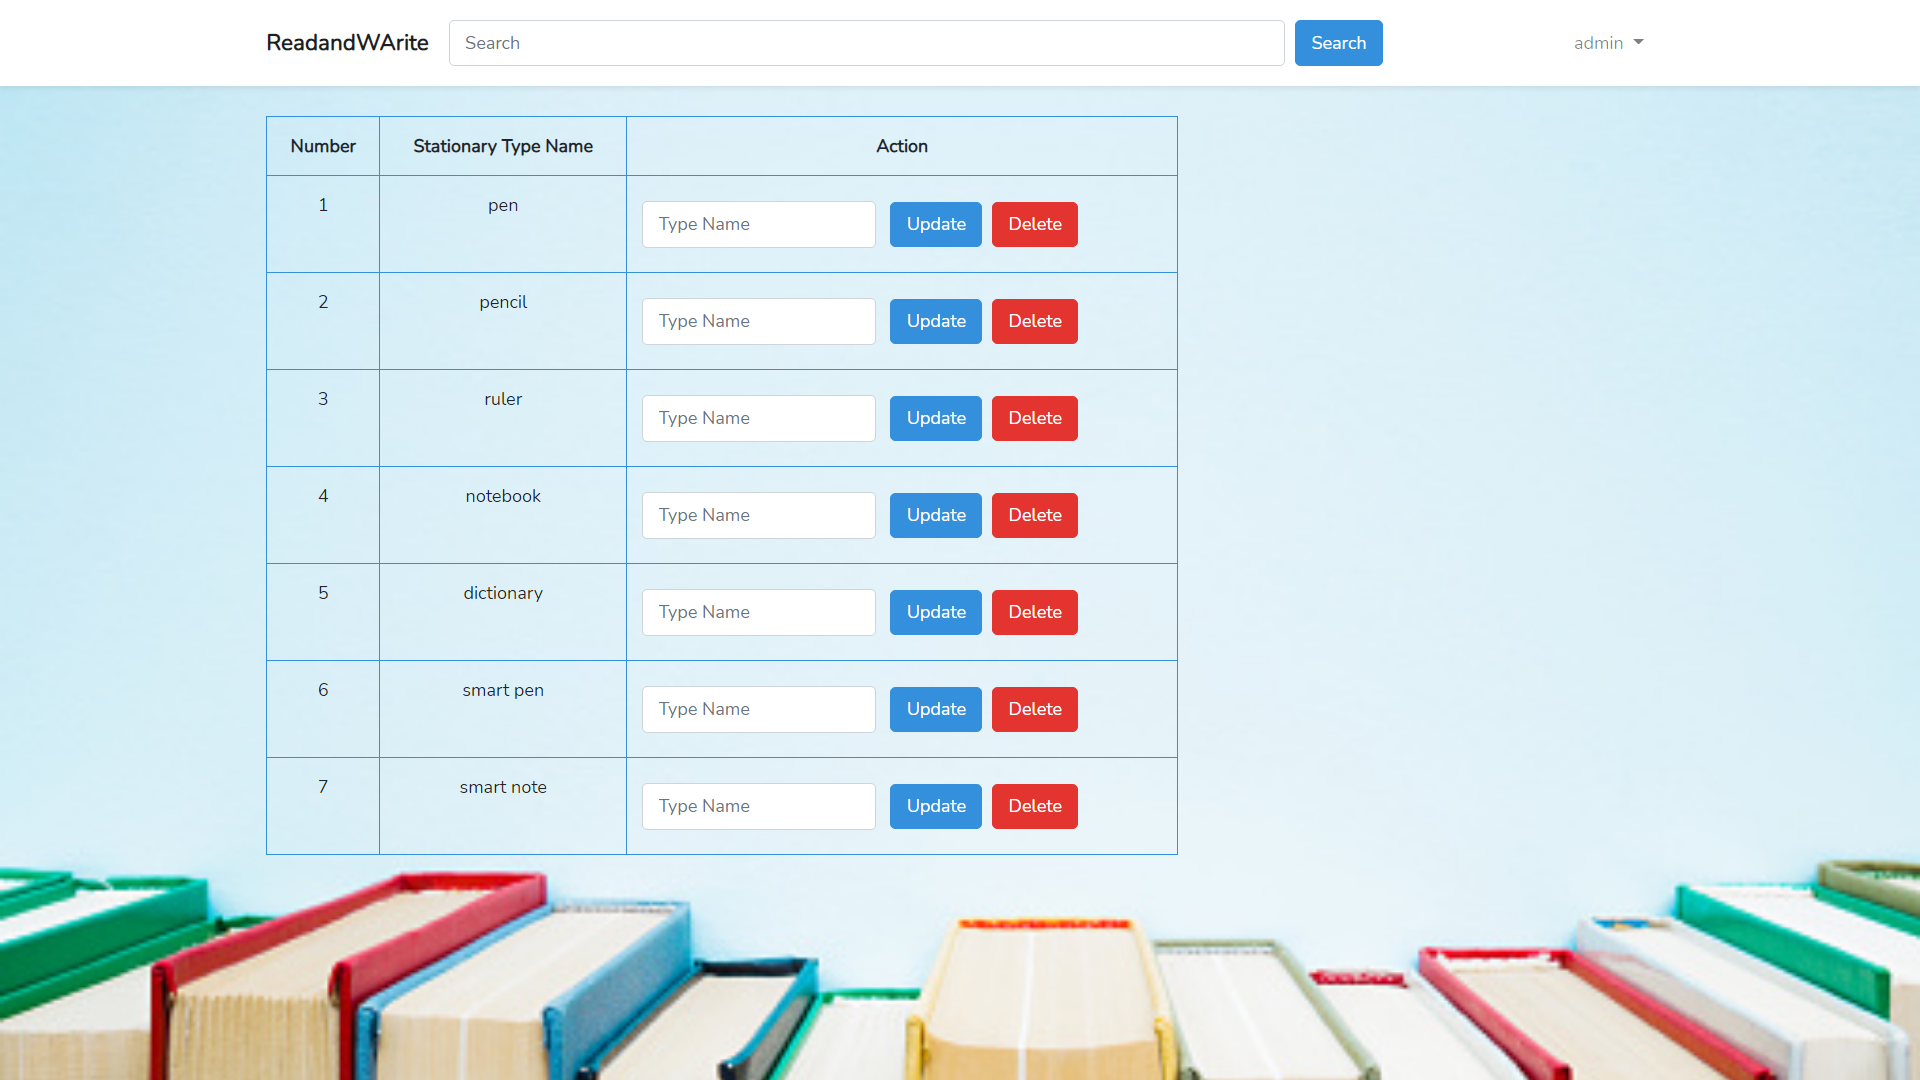 ReadandWArite Search Search admin
Number Stationary Type Name Action
1 pen Type Name Update Delete
2 pencil Type Name Update Delete
3 ruler Type Name Update Delete
4 notebook Type Name Update Delete
5 dictionary Type Name Update Delete
6 smart pen Type Name Update Delete
7 smart note Type Name Update Delete